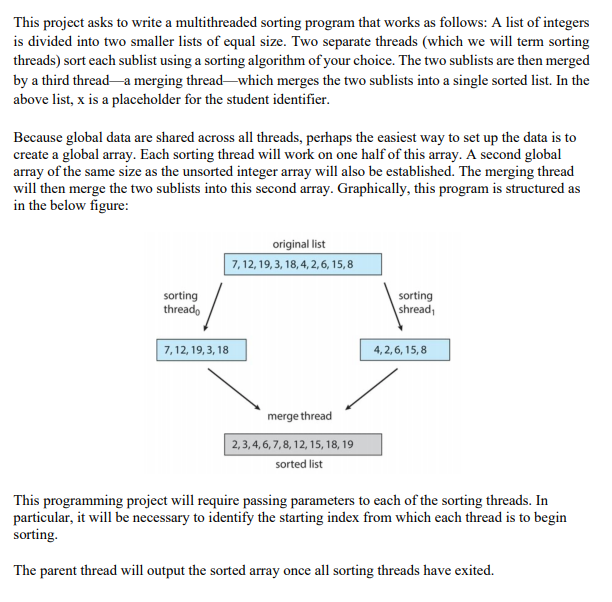 This project asks to write a multithreaded sorting program that works as follows: A list of integers
is divided into two smaller lists of equal size. Two separate threads (which we will term sorting
threads) sort each sublist using a sorting algorithm of your choice. The two sublists are then merged
by a third thread—a merging thread—which merges the two sublists into a single sorted list. In the
above list, x is a placeholder for the student identifier.
Because global data are shared across all threads, perhaps the easiest way to set up the data is to
create a global array. Each sorting thread will work on one half of this array. A second global
array of the same size as the unsorted integer array will also be established. The merging thread
will then merge the two sublists into this second array. Graphically, this program is structured as
in the below figure:
original list
7, 12, 19, 3, 18, 4, 2, 6, 15, 8
sorting
thread₀
sorting
shread₁
7, 12, 19, 3, 18
4, 2, 6, 15, 8
merge thread
2, 3, 4, 6, 7, 8, 12, 15, 18, 19
sorted list
This programming project will require passing parameters to each of the sorting threads. In
particular, it will be necessary to identify the starting index from which each thread is to begin
sorting.
The parent thread will output the sorted array once all sorting threads have exited.